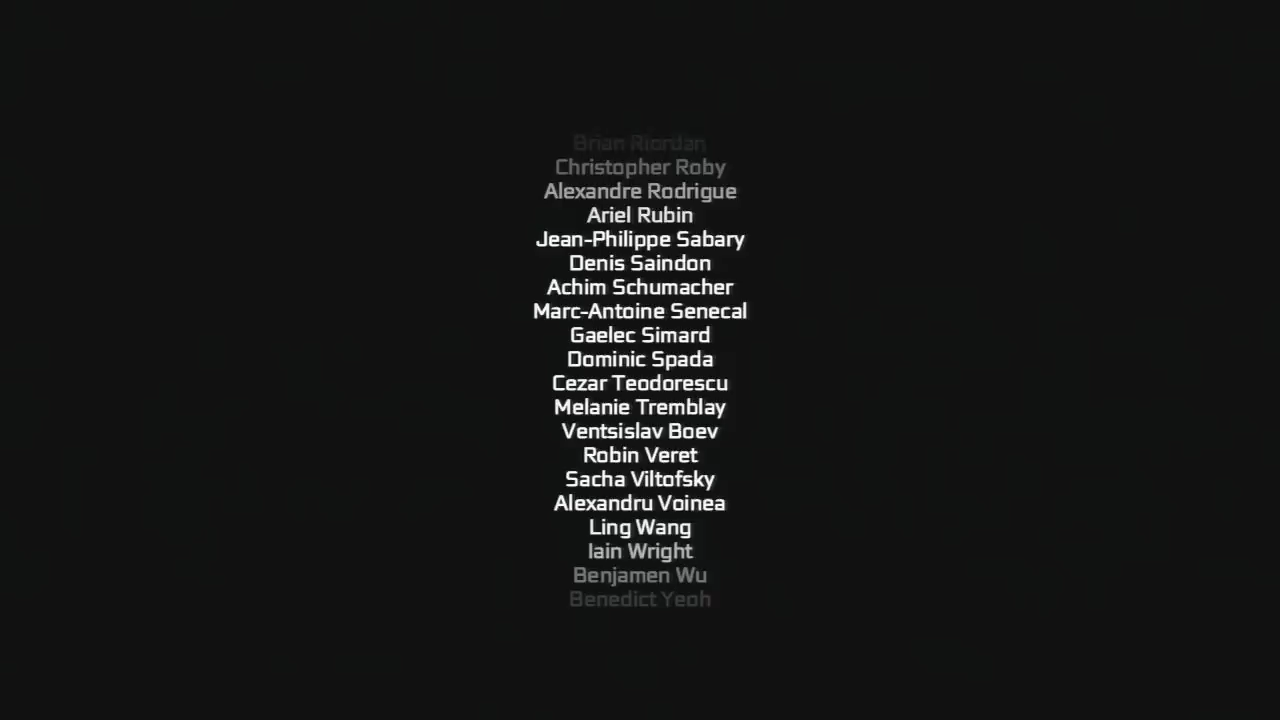 Brian Riordan
Christopher Roby
Alexandre Rodrigue
Ariel Rubin
Jean-Philippe Sabary
Denis Saindon
Achim Schumacher
Marc-Antoine Senecal
Gaelec Simard
Dominic Spada
Cezar Teodorescu
Melanie Tremblay
Ventsislav Boev
Robin Veret
Sacha Viltofsky
Alexandru Voinea
Ling Wang
Iain Wright
Benjamen Wu
Benedict Yeoh